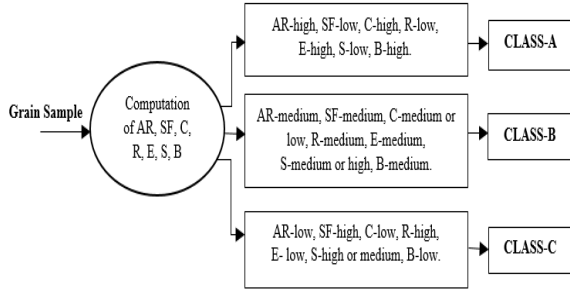 Grain Sample
Computation
of AR, SF, C,
R, E, S, B
AR-high, SF-low, C-high, R-low,
E-high, S-low, B-high.
CLASS-A
AR-medium, SF-medium, C-medium or
low, R-medium, E-medium,
S-medium or high, B-medium.
CLASS-B
AR-low, SF-high, C-low, R-high,
E- low, S-high or medium, B-low.
CLASS-C